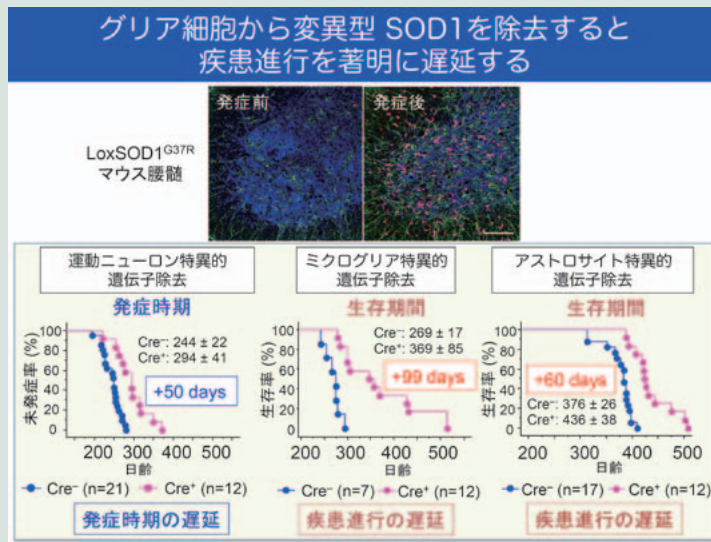 グリア細胞から変異型 SOD1を除去すると
疾患進行を著明に遅延する
発症前
発症後
LoxSOD1G37R
マウス腰髄
運動ニューロン特異的
遺伝子除去
発症時期
未発症率 (%)
100
80
60
40
20
0
Cre⁻: 244 ± 22
Cre⁺: 294 ± 41
+50 days
200 300 400 500
日齢
Cre⁻ (n=21) Cre⁺ (n=12)
発症時期の遅延
ミクログリア特異的
遺伝子除去
生存期間
生存率 (%)
100
80
60
40
20
0
Cre⁻: 269 ± 17
Cre⁺: 369 ± 85
+99 days
200 300 400 500
日齢
Cre⁻ (n=7) Cre⁺ (n=12)
疾患進行の遅延
アストロサイト特異的
遺伝子除去
生存期間
生存率 (%)
100
80
60
40
20
0
+60 days
Cre⁻: 376 ± 26
Cre⁺: 436 ± 38
200 300 400 500
日齢
Cre⁻ (n=17) Cre⁺ (n=12)
疾患進行の遅延